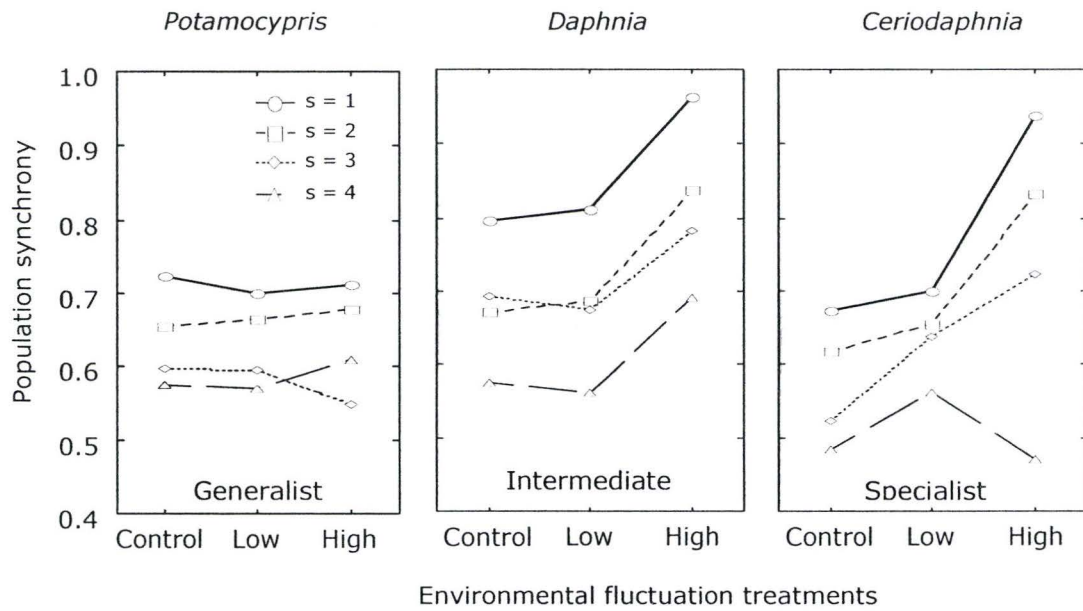 Potamocypris
Daphnia
Ceriodaphnia
Population synchrony
1.0
0.9
0.8
0.7
0.6
0.5
0.4
s = 1
s = 2
s = 3
s = 4
Generalist
Intermediate
Specialist
Control Low High
Control Low High
Control Low High
Environmental fluctuation treatments